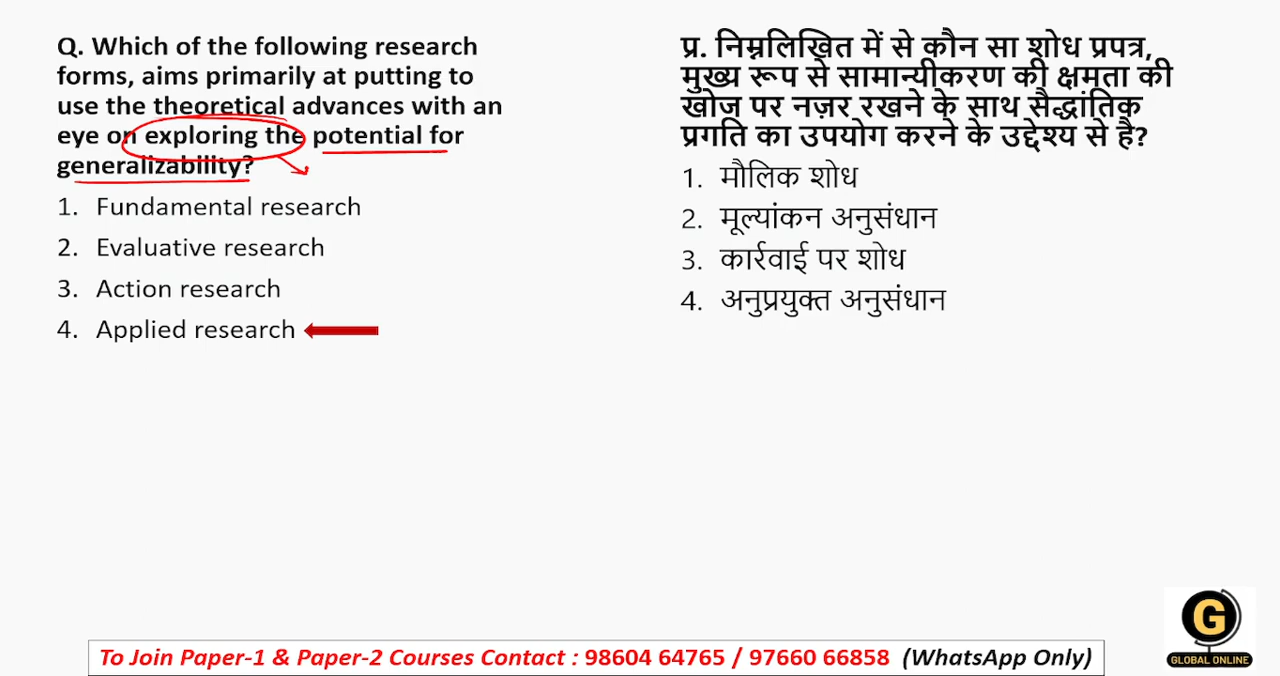 Q. Which of the following research
forms, aims primarily at putting to
use the theoretical advances with an
eye on exploring the potential for
generalizability?
1. Fundamental research
2. Evaluative research
3. Action research
4. Applied research
प्र. निम्नलिखित में से कौन सा शोध प्रपत्र,
मुख्य रूप से सामान्यीकरण की क्षमता की
खोज पर नज़र रखने के साथ सैद्धांतिक
प्रगति का उपयोग करने के उद्देश्य से है?
1. मौलिक शोध
2. मूल्यांकन अनुसंधान
3. कार्रवाई पर शोध
4. अनुप्रयुक्त अनुसंधान
To Join Paper-1 & Paper-2 Courses Contact : 98604 64765 / 97660 66858 (WhatsApp Only)
G
GLOBAL ONLINE